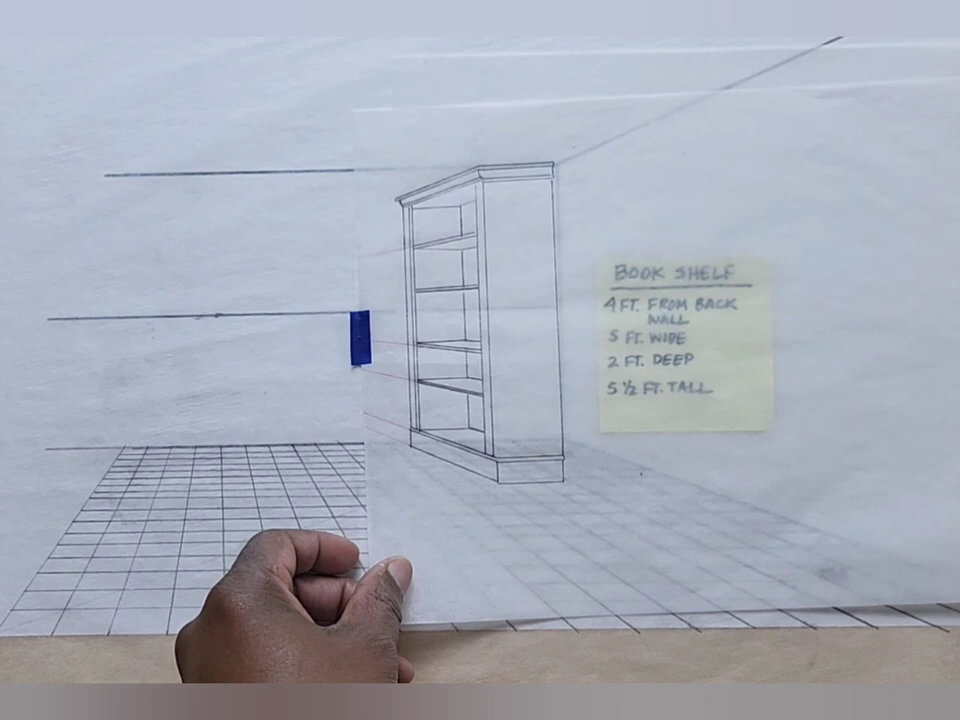 BOOK SHELF
4 FT. FROM BACK
WALL
5 FT. WIDE
2 FT. DEEP
5 1/2 FT. TALL